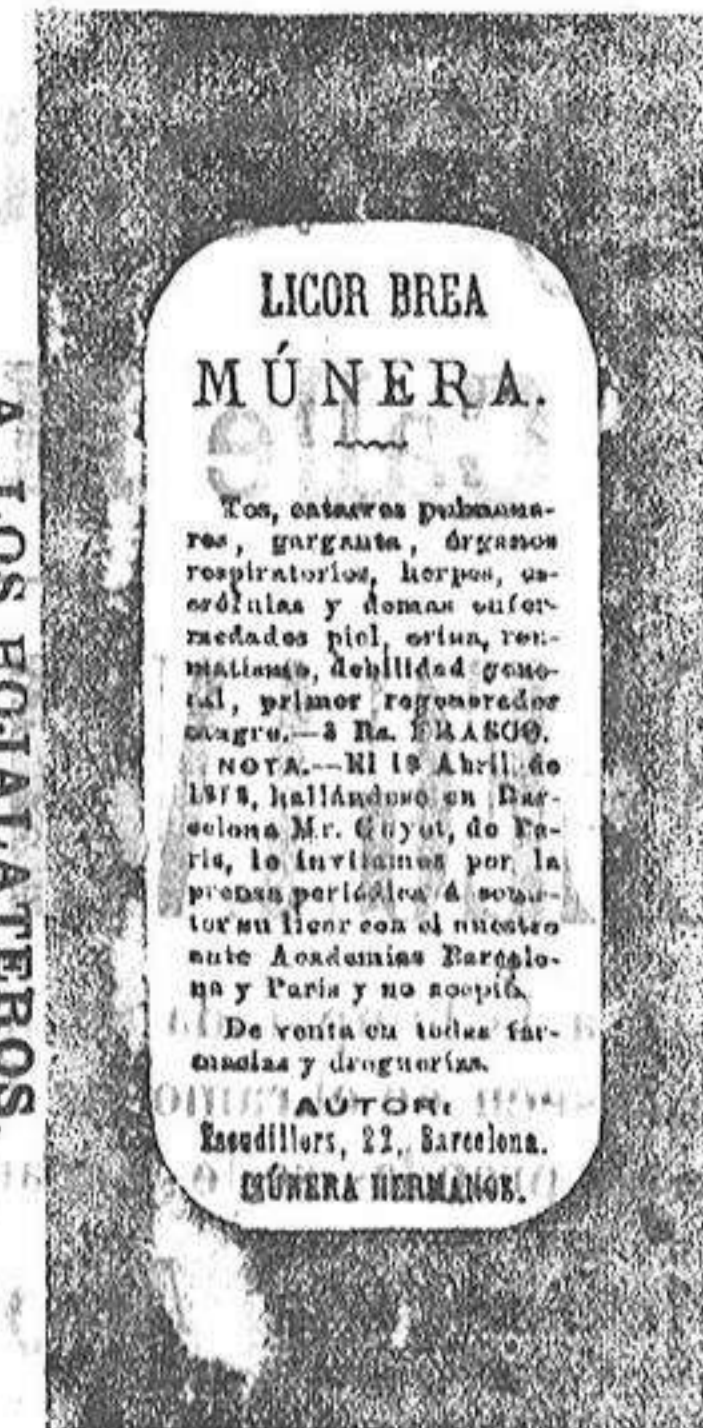 LICOR BREA
MÚNERA.
Tos, catarros pulmona-
res, garganta, órganos
respiratorios, herpes, es-
crófulas y demas enfer-
medades piel, orina, reu-
matismo, debilidad gene-
ral, primer regenerador
sangre.—8 Rs. FRASCO.
NOTA.—El 18 Abril de
hallándose en Bar-
celona Mr. Guyot, de Pa-
ris, le invitamos por la
prensa periódica á some-
ter su licor con el nuestro
ante Academias Barcelo-
na y Paris y no aceptó.
De venta en todas far-
macias y droguerías.
AUTOR:
Escudillers, 22, Barcelona.
MÚNERA HERMANOS.
A LOS HOJALATEROS.